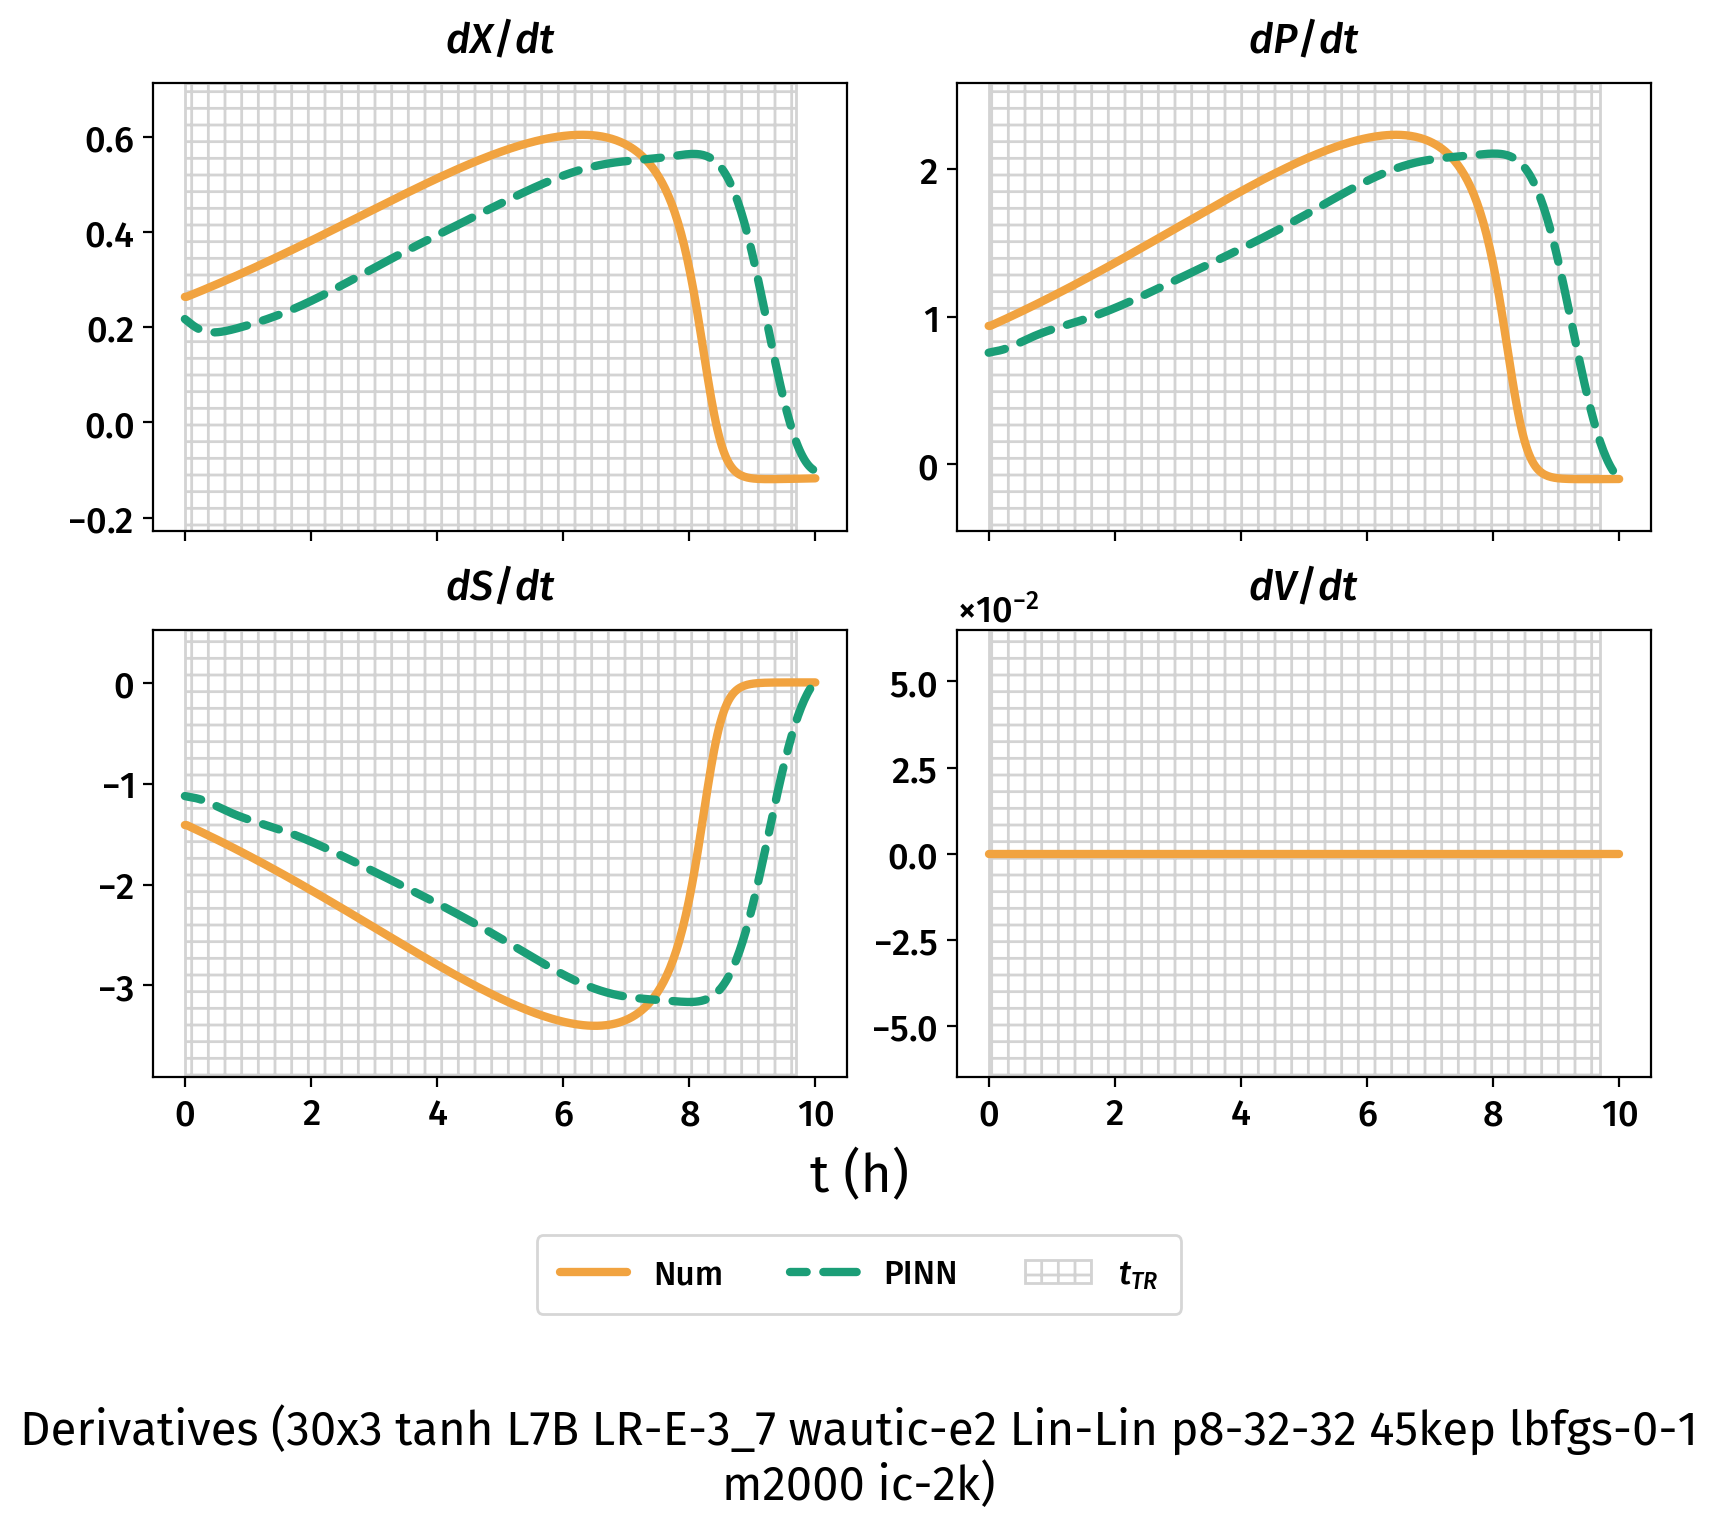 dX/dt
dP/dt
0.6
0.4
0.2
0.0
−0.2
2
1
0
dS/dt
dV/dt
×10⁻²
0
−1
−2
−3
5.0
2.5
0.0
−2.5
−5.0
0 2 4 6 8 10
0 2 4 6 8 10
t (h)
Num PINN t_TR
Derivatives (30x3 tanh L7B LR-E-3_7 wautic-e2 Lin-Lin p8-32-32 45kep lbfgs-0-1
m2000 ic-2k)